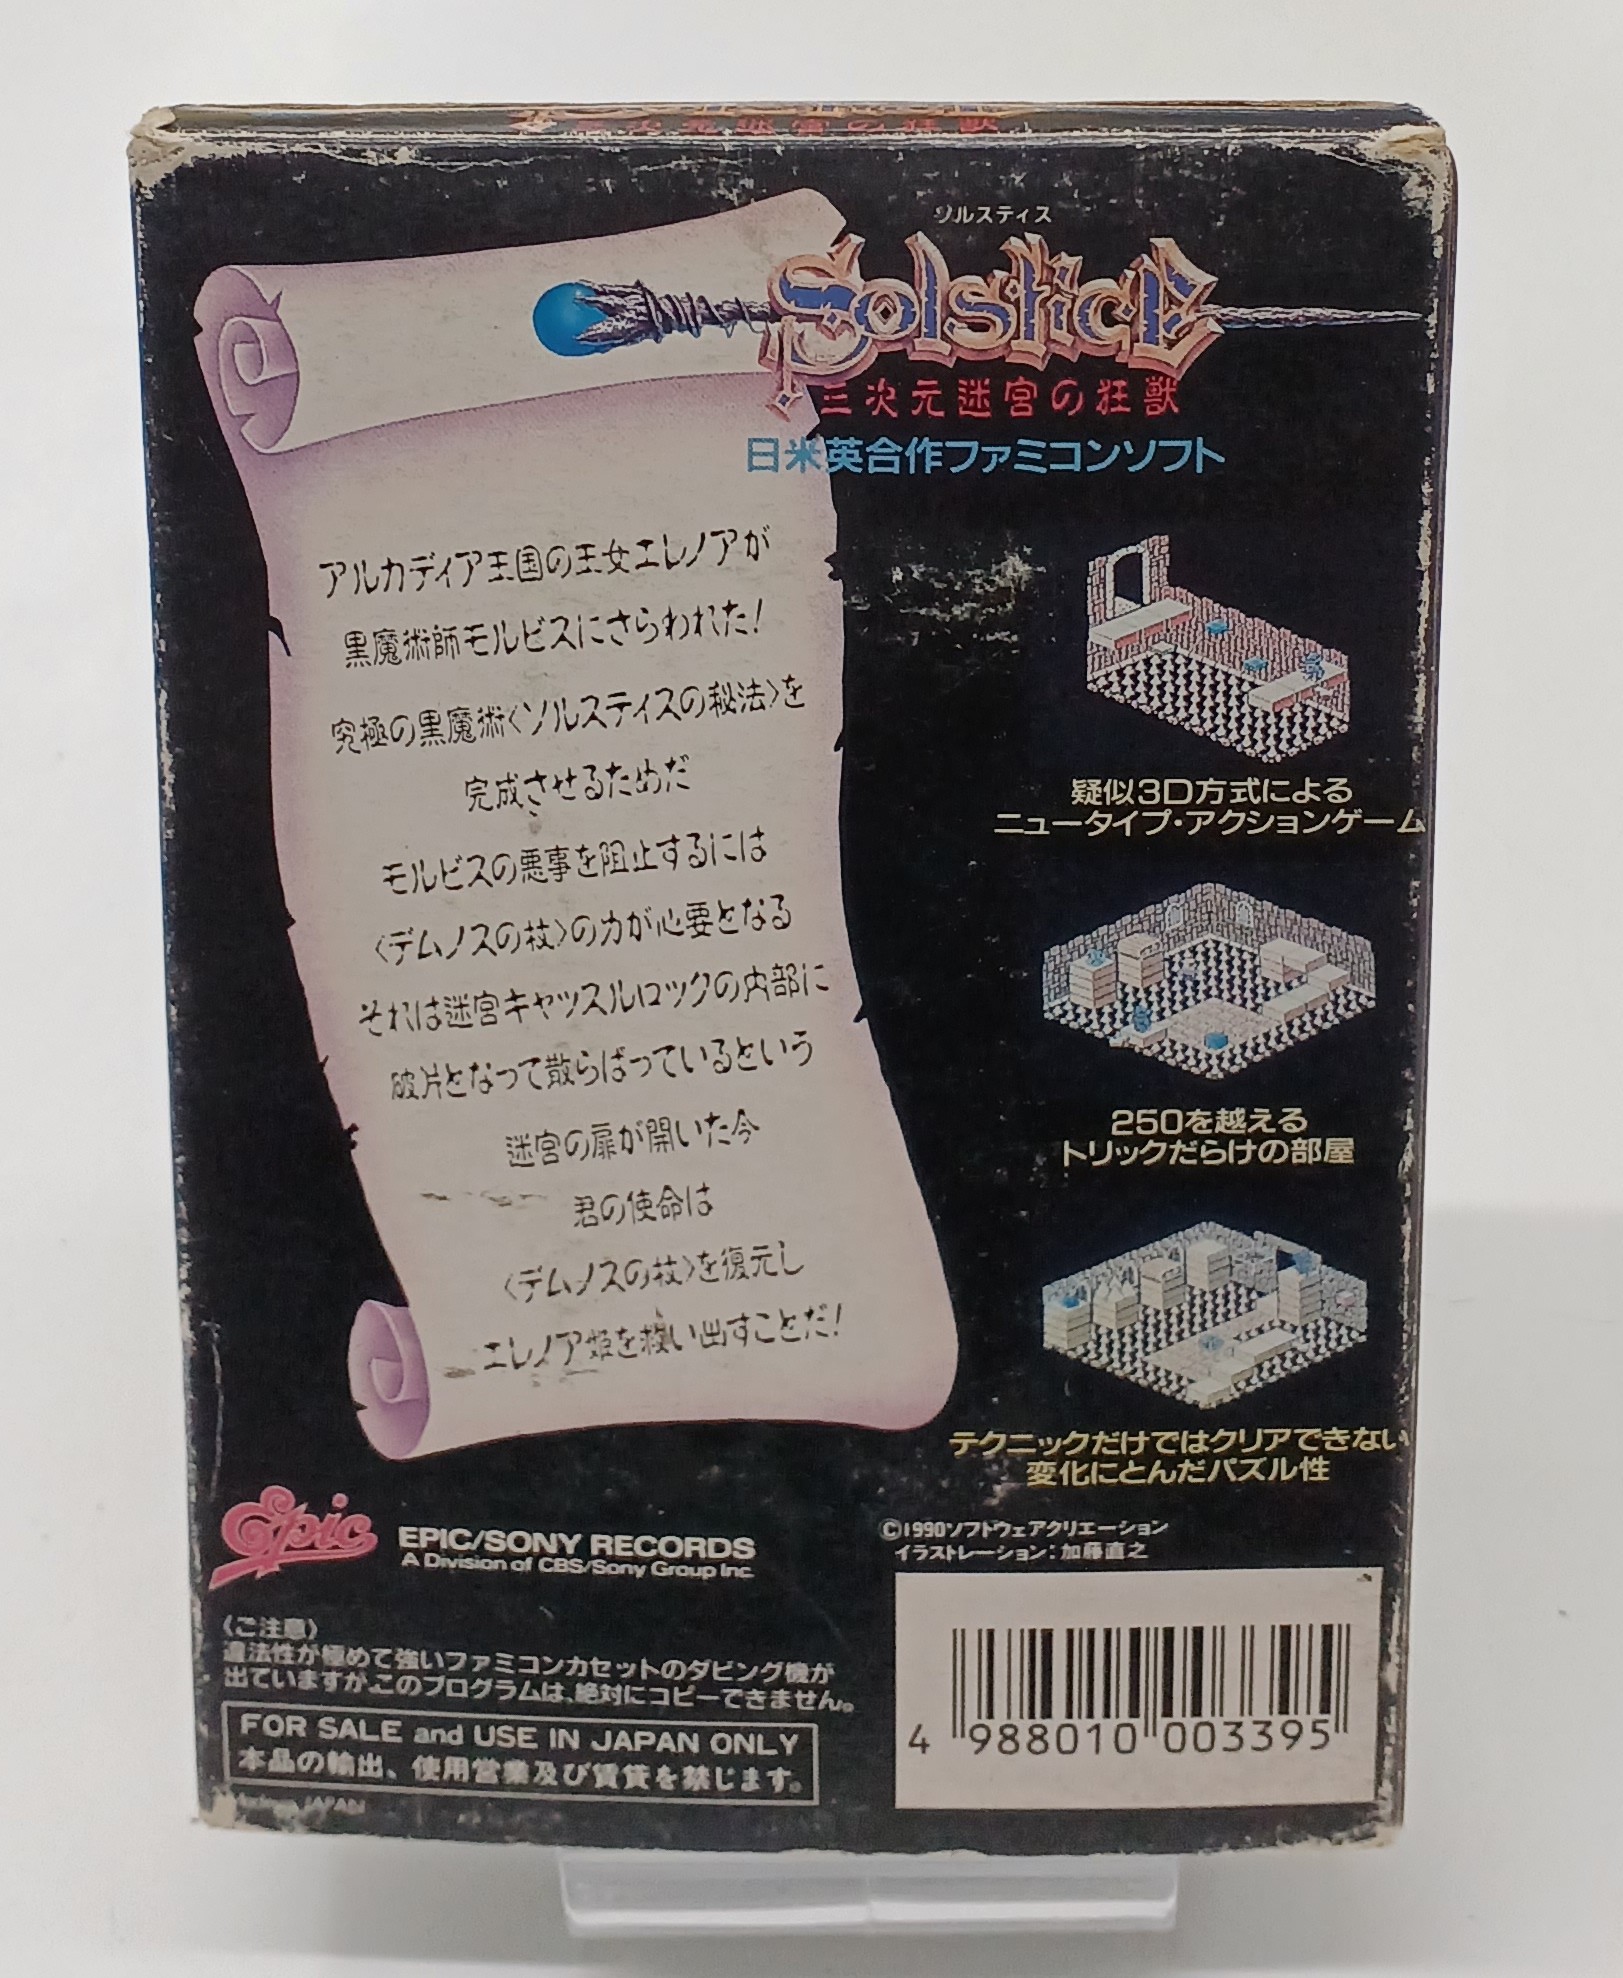 迷宮の狂獣
ソルスティス
Solstice
三次元迷宮の狂獣
日米英合作ファミコンソフト
アルカディア王国の王女エレノアが
黒魔術師モルビスにさらわれた!
究極の黒魔術〈ソルスティスの秘法〉を
完成させるためだ
モルビスの悪事を阻止するには
〈デムノスの杖〉の力が必要となる
それは迷宮キャッスルロックの内部に
破片となって散らばっているという
迷宮の扉が開いた今
君の使命は
〈デムノスの杖〉を復元し
エレノア姫を救い出すことだ!
疑似3D方式による
ニュータイプ・アクションゲーム
250を越える
トリックだらけの部屋
テクニックだけではクリアできない
変化にとんだパズル性
Epic
EPIC/SONY RECORDS
A Division of CBS/Sony Group Inc.
©1990ソフトウェアクリエーション
イラストレーション:加藤直之
〈ご注意〉
違法性が極めて強いファミコンカセットのダビング機が
出ていますが、このプログラムは、絶対にコピーできません。
FOR SALE and USE IN JAPAN ONLY
本品の輸出、使用営業及び賃貸を禁じます。
JAPAN
4 988010 003395